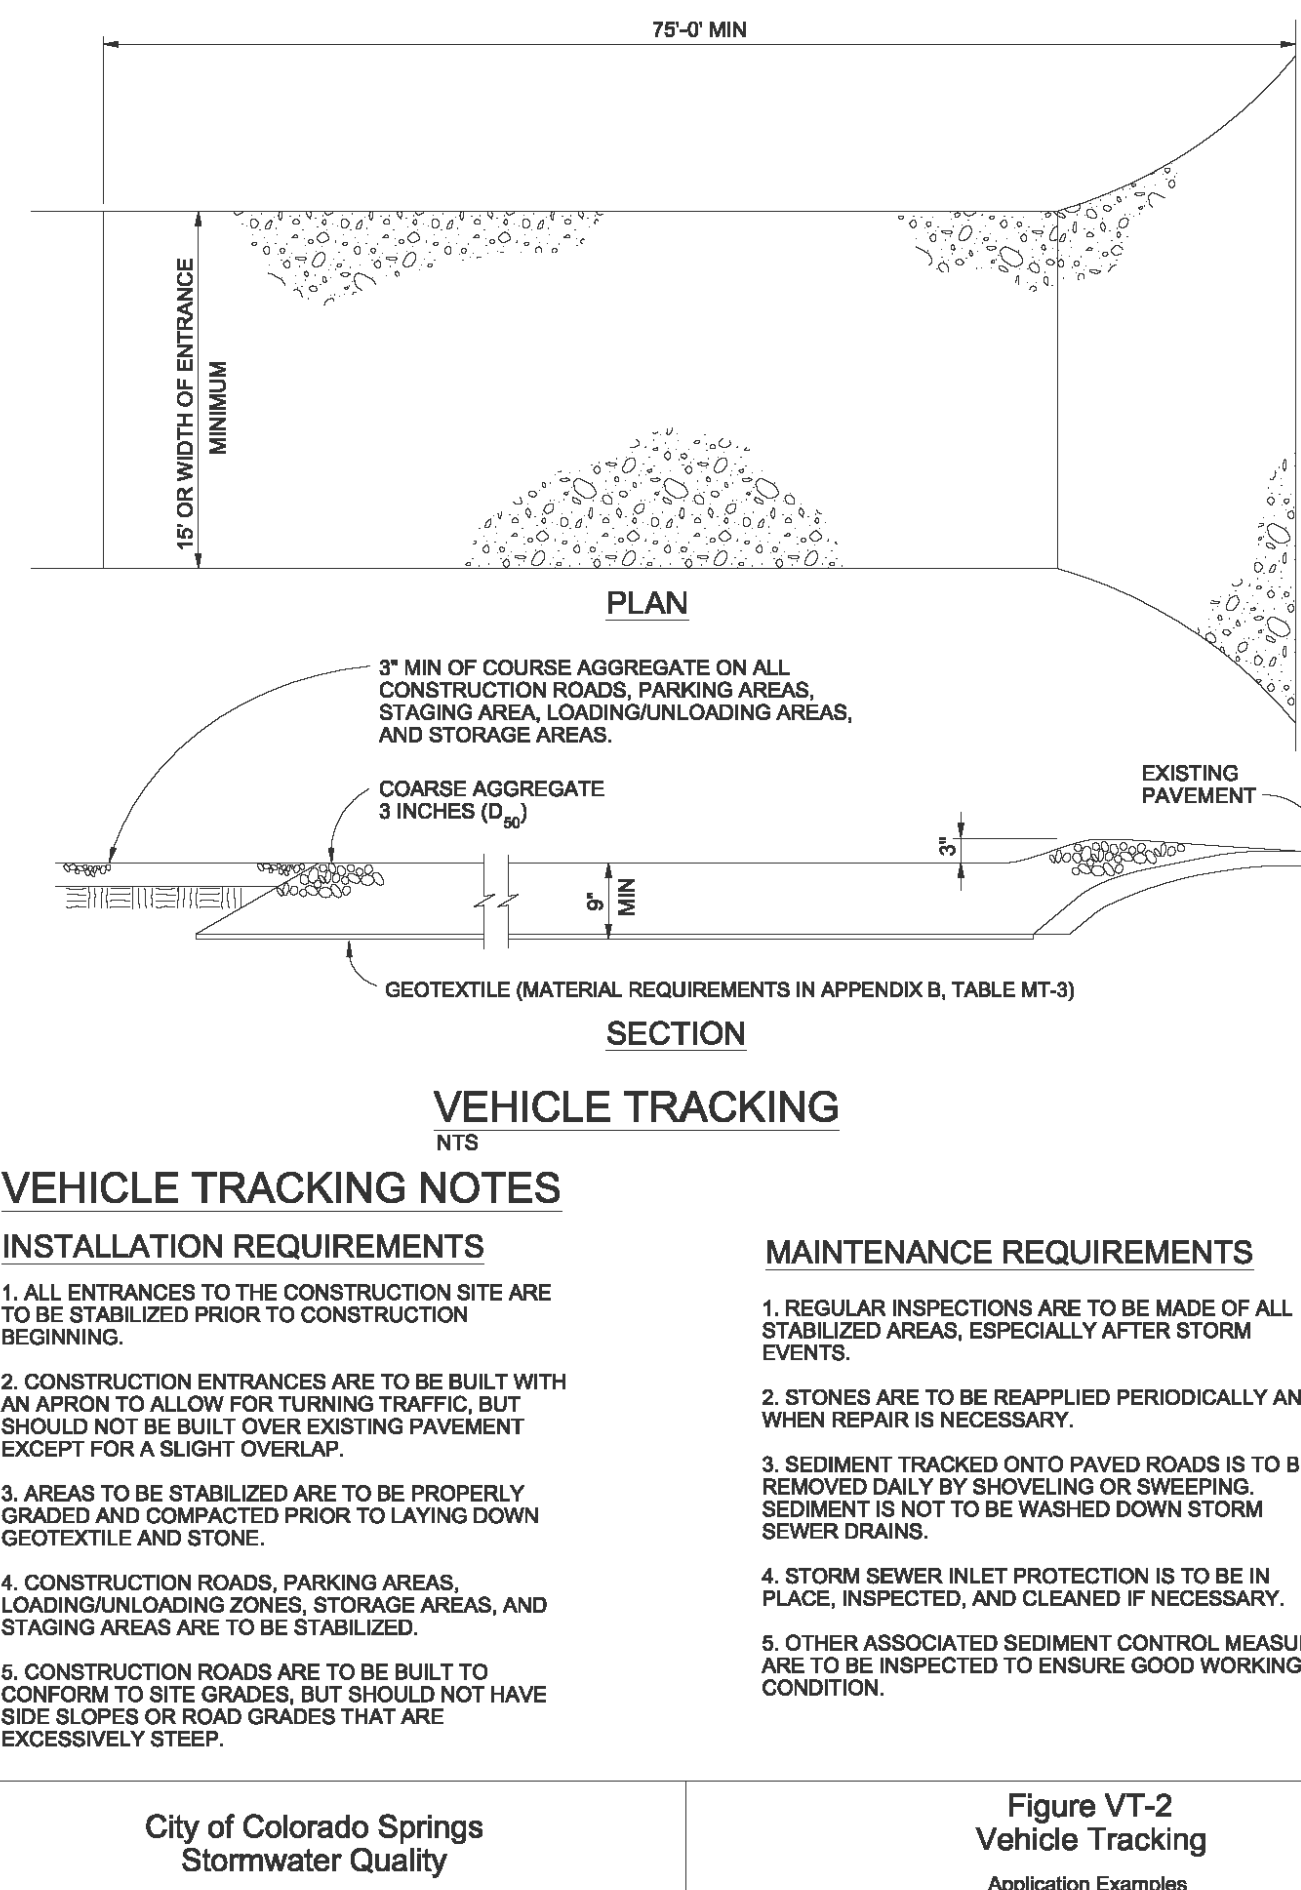 75'-0' MIN
15' OR WIDTH OF ENTRANCE
MINIMUM
PLAN
3" MIN OF COURSE AGGREGATE ON ALL
CONSTRUCTION ROADS, PARKING AREAS,
STAGING AREA, LOADING/UNLOADING AREAS,
AND STORAGE AREAS.
COARSE AGGREGATE
3 INCHES (D50)
EXISTING
PAVEMENT
3"
9"
MIN
GEOTEXTILE (MATERIAL REQUIREMENTS IN APPENDIX B, TABLE MT-3)
SECTION
VEHICLE TRACKING
NTS
VEHICLE TRACKING NOTES
INSTALLATION REQUIREMENTS
1. ALL ENTRANCES TO THE CONSTRUCTION SITE ARE
TO BE STABILIZED PRIOR TO CONSTRUCTION
BEGINNING.
2. CONSTRUCTION ENTRANCES ARE TO BE BUILT WITH
AN APRON TO ALLOW FOR TURNING TRAFFIC, BUT
SHOULD NOT BE BUILT OVER EXISTING PAVEMENT
EXCEPT FOR A SLIGHT OVERLAP.
3. AREAS TO BE STABILIZED ARE TO BE PROPERLY
GRADED AND COMPACTED PRIOR TO LAYING DOWN
GEOTEXTILE AND STONE.
4. CONSTRUCTION ROADS, PARKING AREAS,
LOADING/UNLOADING ZONES, STORAGE AREAS, AND
STAGING AREAS ARE TO BE STABILIZED.
5. CONSTRUCTION ROADS ARE TO BE BUILT TO
CONFORM TO SITE GRADES, BUT SHOULD NOT HAVE
SIDE SLOPES OR ROAD GRADES THAT ARE
EXCESSIVELY STEEP.
MAINTENANCE REQUIREMENTS
1. REGULAR INSPECTIONS ARE TO BE MADE OF ALL
STABILIZED AREAS, ESPECIALLY AFTER STORM
EVENTS.
2. STONES ARE TO BE REAPPLIED PERIODICALLY AN
WHEN REPAIR IS NECESSARY.
3. SEDIMENT TRACKED ONTO PAVED ROADS IS TO B
REMOVED DAILY BY SHOVELING OR SWEEPING.
SEDIMENT IS NOT TO BE WASHED DOWN STORM
SEWER DRAINS.
4. STORM SEWER INLET PROTECTION IS TO BE IN
PLACE, INSPECTED, AND CLEANED IF NECESSARY.
5. OTHER ASSOCIATED SEDIMENT CONTROL MEASU
ARE TO BE INSPECTED TO ENSURE GOOD WORKING
CONDITION.
City of Colorado Springs
Stormwater Quality
Figure VT-2
Vehicle Tracking
Application Examples